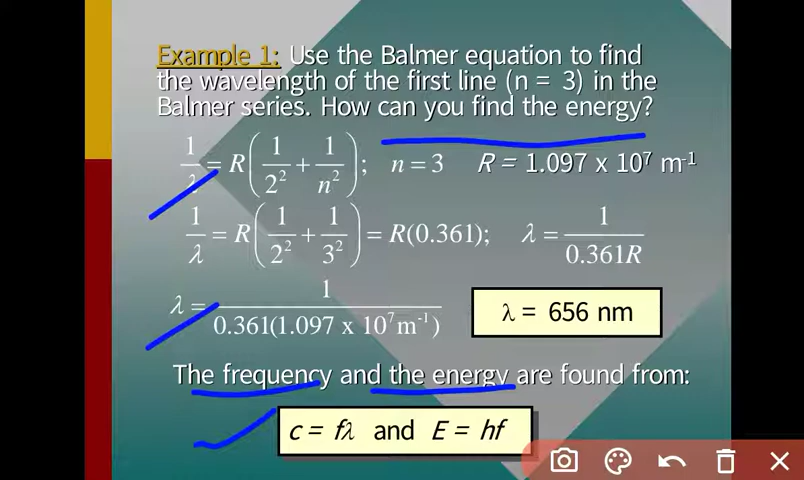 Example 1: Use the Balmer equation to find
the wavelength of the first line (n = 3) in the
Balmer series. How can you find the energy?
1/λ = R(1/2² + 1/n²); n = 3 R = 1.097 x 10⁷ m⁻¹
1/λ = R(1/2² + 1/3²) = R(0.361); λ = 1/0.361R
λ = 1/0.361(1.097 x 10⁷m⁻¹) λ = 656 nm
The frequency and the energy are found from:
c = fλ and E = hf